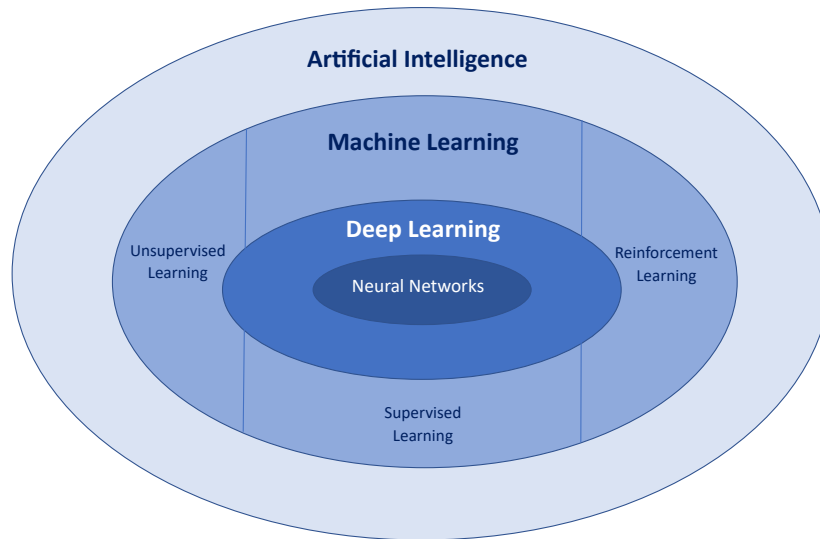 Artificial Intelligence
Machine Learning
Deep Learning
Unsupervised
Learning
Neural Networks
Reinforcement
Learning
Supervised
Learning